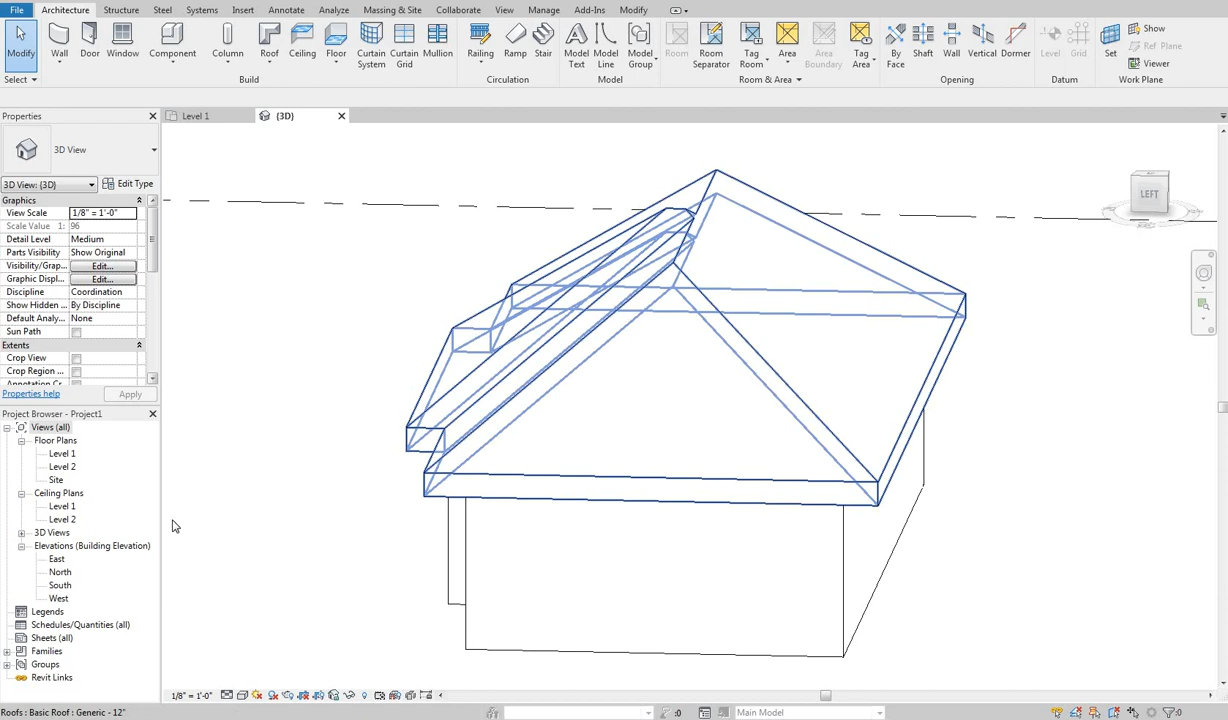 File Architecture Structure Steel Systems Insert Annotate Analyze Massing & Site Collaborate View Manage Add-Ins Modify
Modify Wall Door Window Component Column Roof Ceiling Floor Curtain System Curtain Grid Mullion Railing Ramp Stair Model Text Model Line Model Group Room Room Separator Tag Room Area Area Boundary Tag Area By Face Shaft Wall Vertical Dormer Level Grid Set Show Ref Plane Viewer
Select Build Circulation Model Room & Area Opening Datum Work Plane
Properties
Level 1
(3D)
3D View
3D View: {3D} Edit Type
Graphics
View Scale 1/8" = 1'-0"
Scale Value 1: 96
Detail Level Medium
Parts Visibility Show Original
Visibility/Grap... Edit...
Graphic Displ... Edit...
Discipline Coordination
Show Hidden ... By Discipline
Default Analy... None
Sun Path
Extents
Crop View
Crop Region ...
Properties help Apply
LEFT
Project Browser - Project1
Views (all)
Floor Plans
Level 1
Level 2
Site
Ceiling Plans
Level 1
Level 2
3D Views
Elevations (Building Elevation)
East
North
South
West
Legends
Schedules/Quantities (all)
Sheets (all)
Families
Groups
Revit Links
1/8" = 1'-0"
Roofs : Basic Roof : Generic - 12"
:0
Main Model
:0